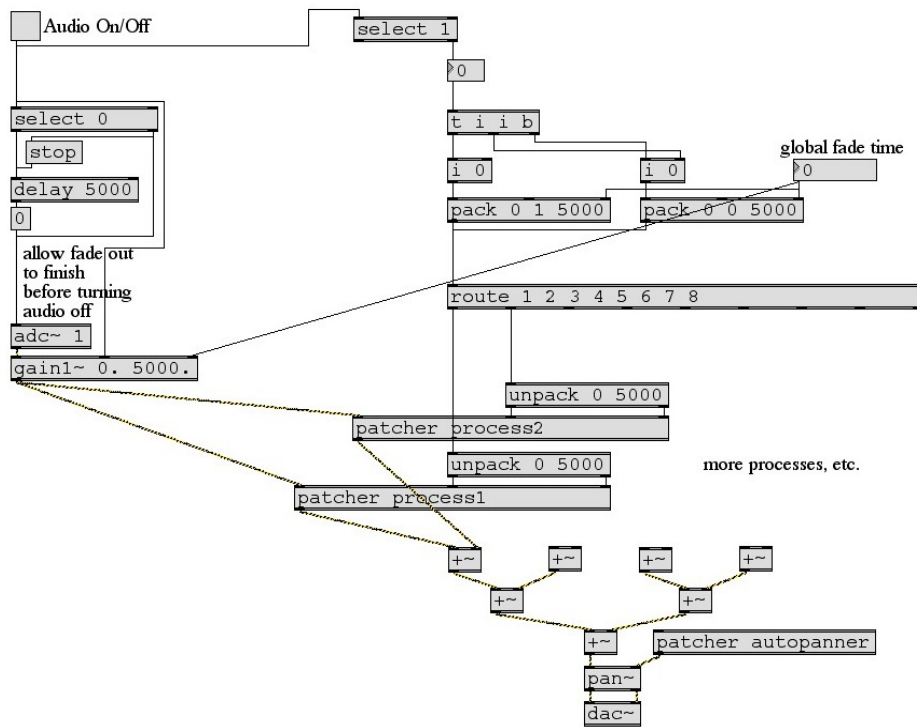 Audio On/Off
select 1
0
select 0
t i i b
stop
global fade time
i 0
i 0
0
delay 5000
0
pack 0 1 5000
pack 0 0 5000
allow fade out
to finish
before turning
audio off
route 1 2 3 4 5 6 7 8
adc~ 1
gain1~ 0. 5000.
unpack 0 5000
patcher process2
unpack 0 5000
more processes, etc.
patcher process1
+~
+~
+~
+~
+~
+~
+~
patcher autopanner
pan~
dac~